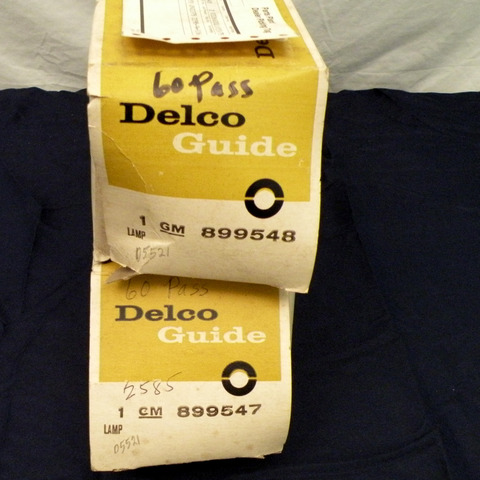 60 Pass
Delco
Guide
1 GM 899548
LAMP
05521
60 Pass
Delco
Guide
2585
1 GM 899547
LAMP
05521